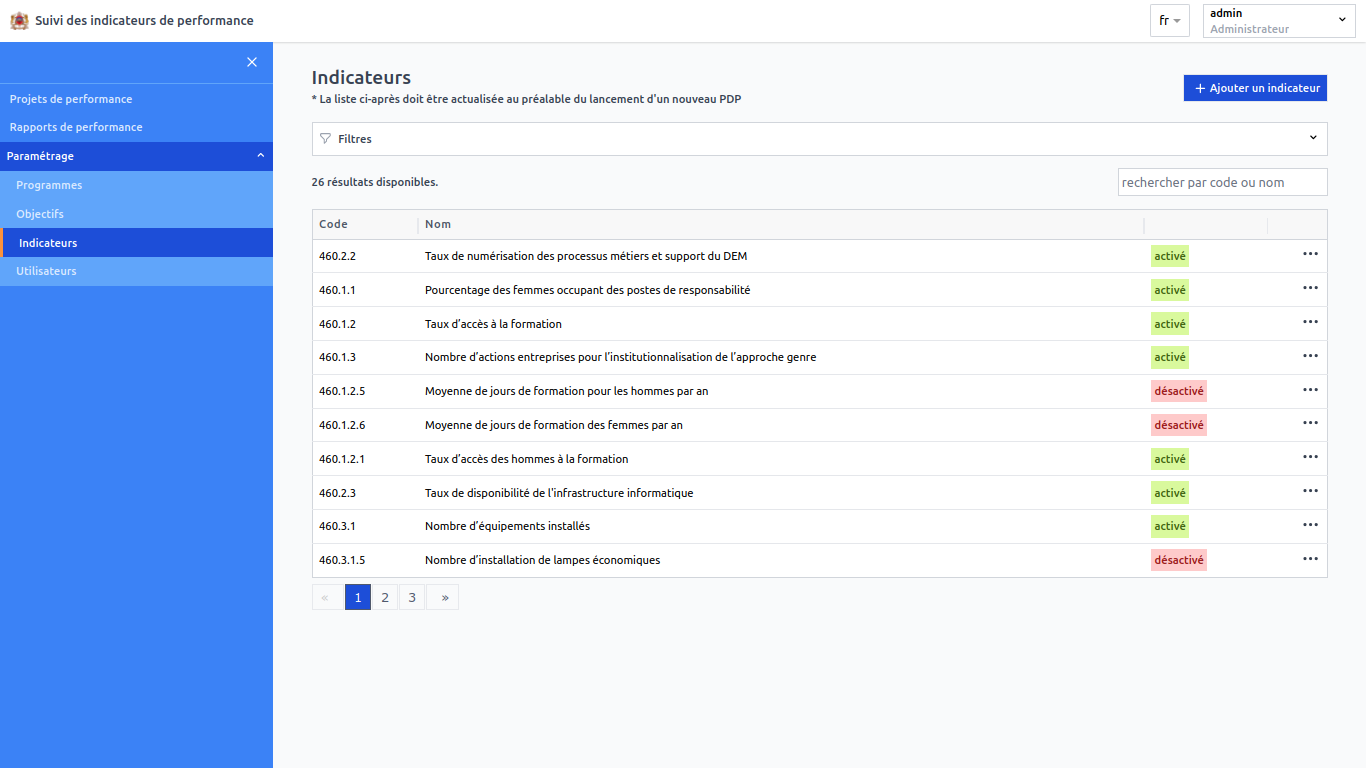 Suivi des indicateurs de performance
fr
admin
Administrateur
Projets de performance
Rapports de performance
Paramétrage
Programmes
Objectifs
Indicateurs
Utilisateurs
Indicateurs
* La liste ci-après doit être actualisée au préalable du lancement d'un nouveau PDP
+ Ajouter un indicateur
Filtres
26 résultats disponibles.
rechercher par code ou nom
Code Nom
460.2.2 Taux de numérisation des processus métiers et support du DEM activé
460.1.1 Pourcentage des femmes occupant des postes de responsabilité activé
460.1.2 Taux d’accès à la formation activé
460.1.3 Nombre d’actions entreprises pour l’institutionnalisation de l’approche genre activé
460.1.2.5 Moyenne de jours de formation pour les hommes par an désactivé
460.1.2.6 Moyenne de jours de formation des femmes par an désactivé
460.1.2.1 Taux d’accès des hommes à la formation activé
460.2.3 Taux de disponibilité de l'infrastructure informatique activé
460.3.1 Nombre d’équipements installés activé
460.3.1.5 Nombre d’installation de lampes économiques désactivé
« 1 2 3 »